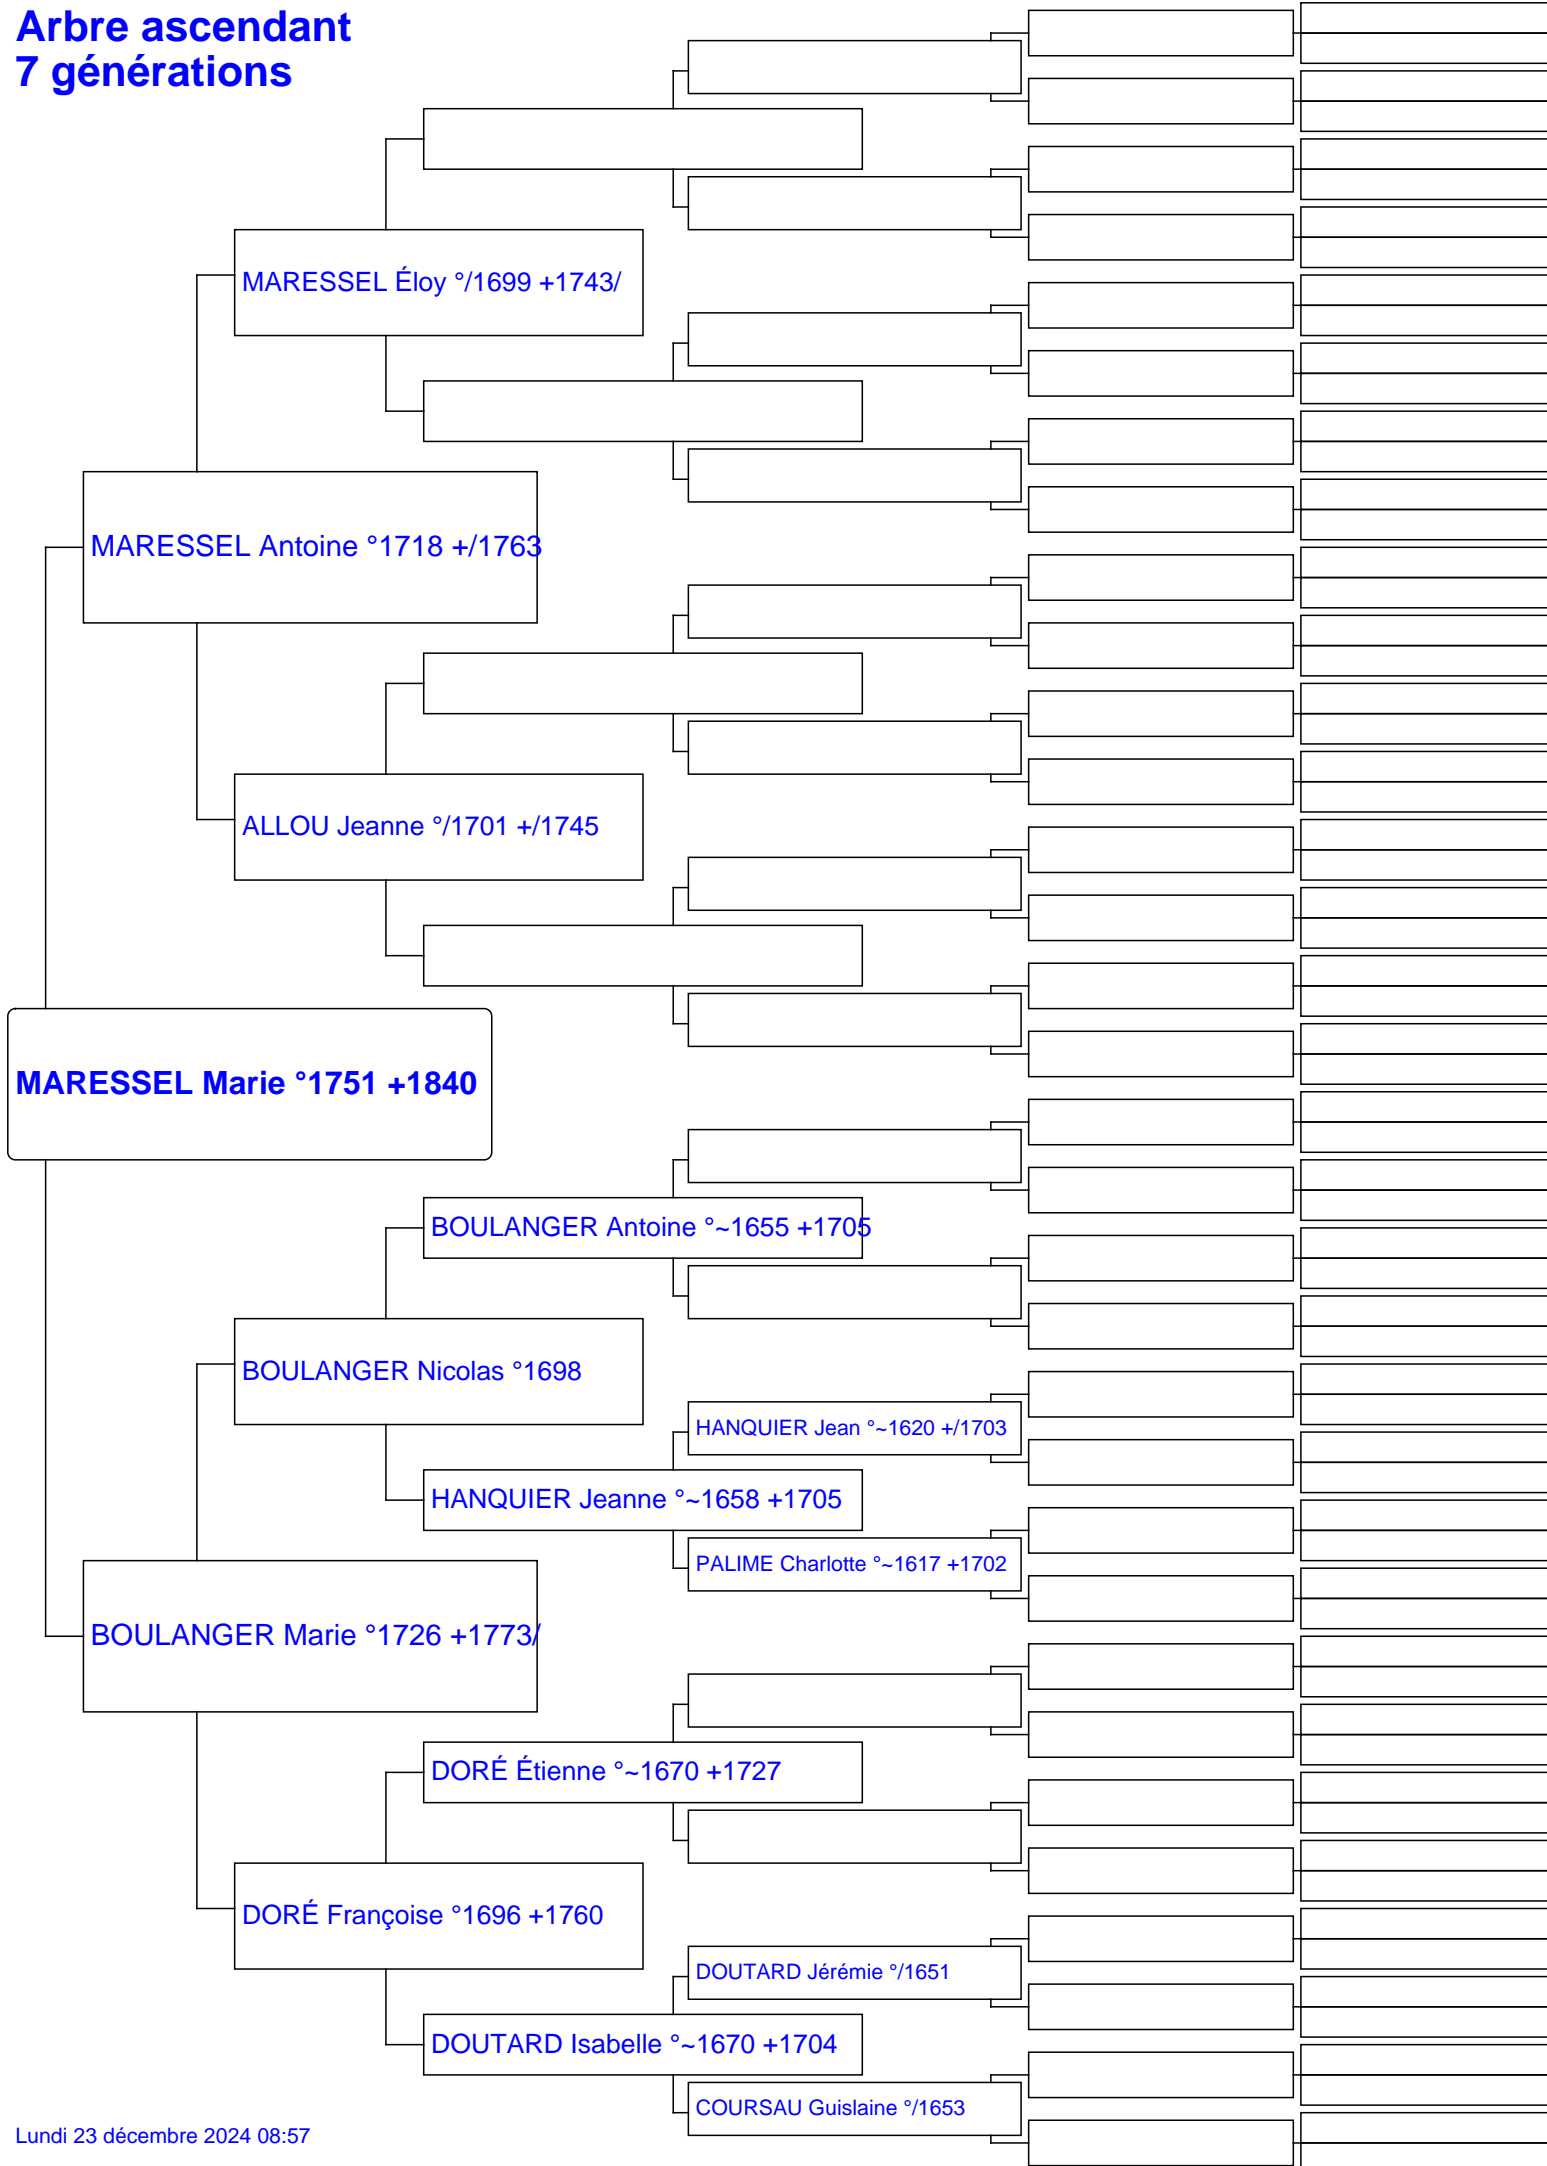 Arbre ascendant
7 générations
MARESSEL Éloy °/1699 +1743/
MARESSEL Antoine °1718 +/1763
ALLOU Jeanne °/1701 +/1745
MARESSEL Marie °1751 +1840
BOULANGER Antoine °~1655 +1705
BOULANGER Nicolas °1698
HANQUIER Jean °~1620 +/1703
HANQUIER Jeanne °~1658 +1705
PALIME Charlotte °~1617 +1702
BOULANGER Marie °1726 +1773/
DORÉ Étienne °~1670 +1727
DORÉ Françoise °1696 +1760
DOUTARD Jérémie °/1651
DOUTARD Isabelle °~1670 +1704
COURSAU Guislaine °/1653
Lundi 23 décembre 2024 08:57